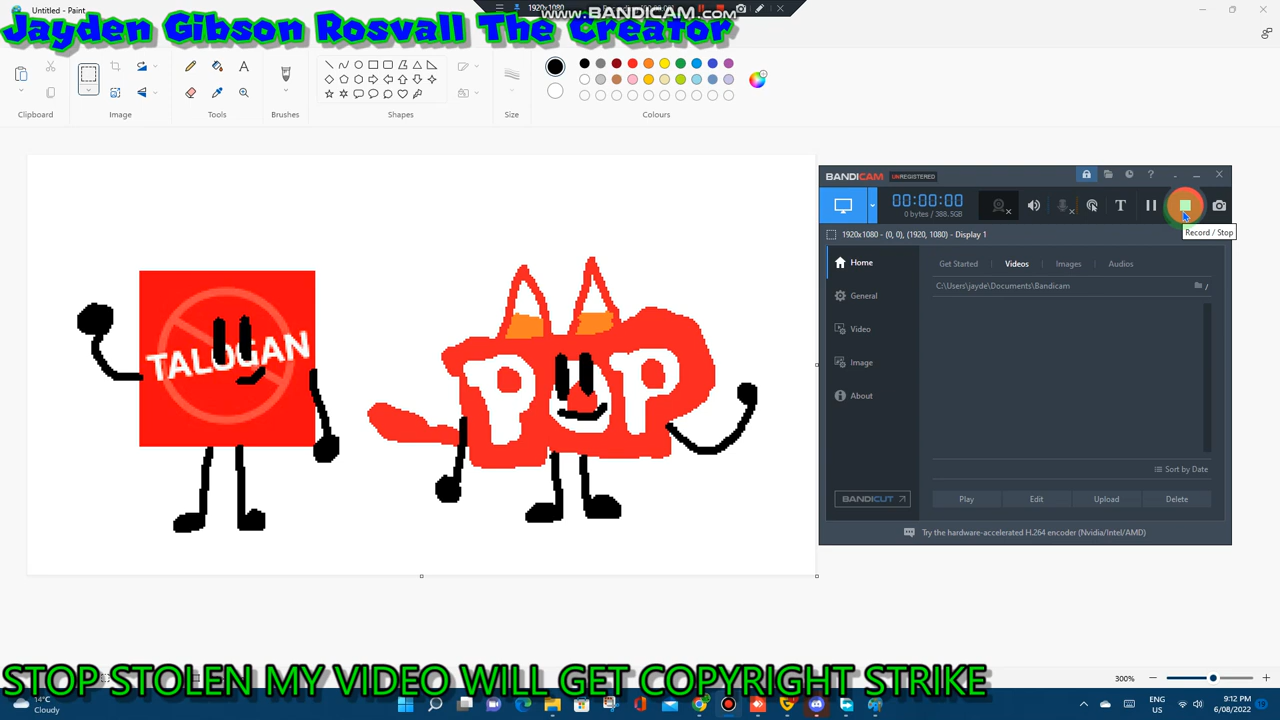 Untitled - Paint
1920x1080
www.BANDICAM.com
Jayden Gibson Rosvall The Creator
Clipboard
Image
Tools
Brushes
Shapes
Size
Colours
BANDICAM UNREGISTERED
00:00:00
0 bytes / 388.5GB
Record / Stop
1920x1080 - (0, 0), (1920, 1080) - Display 1
Home
General
Video
Image
About
BANDICUT
Get Started
Videos
Images
Audios
C:\Users\jayde\Documents\Bandicam
Sort by Date
Play
Edit
Upload
Delete
Try the hardware-accelerated H.264 encoder (Nvidia/Intel/AMD)
TALUGAN
PUP
STOP STOLEN MY VIDEO WILL GET COPYRIGHT STRIKE
300%
14°C
Cloudy
ENG
US
9:12 PM
6/08/2022